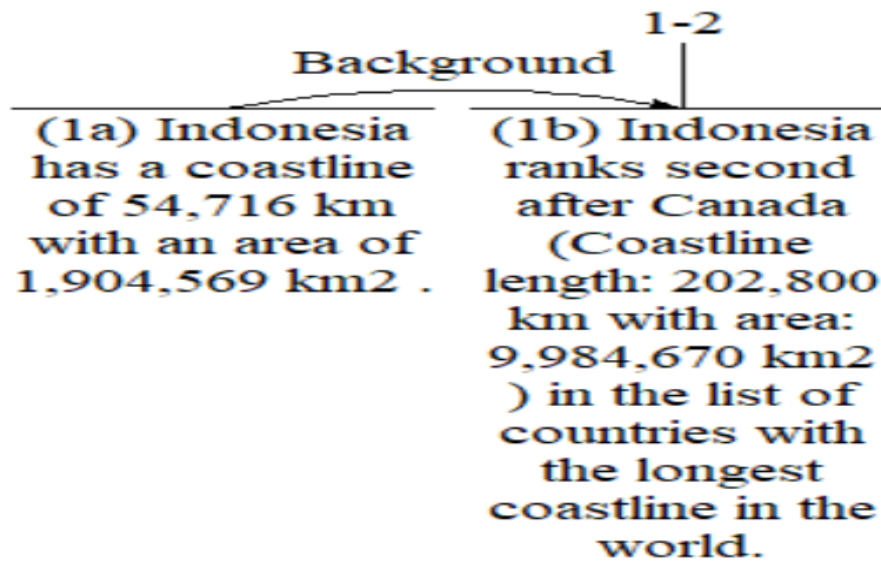 1-2
Background
(1a) Indonesia
has a coastline
of 54,716 km
with an area of
1,904,569 km2 .
(1b) Indonesia
ranks second
after Canada
(Coastline
length: 202,800
km with area:
9,984,670 km2
) in the list of
countries with
the longest
coastline in the
world.